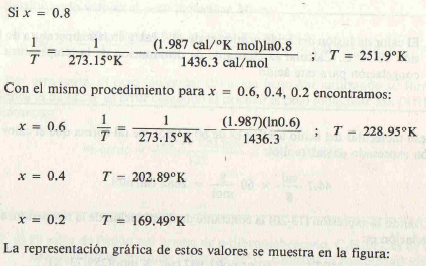 Si x = 0.8
1/T = 1/273.15°K − (1.987 cal/°K mol)ln0.8/1436.3 cal/mol ; T = 251.9°K
Con el mismo procedimiento para x = 0.6, 0.4, 0.2 encontramos:
x = 0.6 1/T = 1/273.15°K (1.987)(ln0.6)/1436.3 ; T = 228.95°K
x = 0.4 T = 202.89°K
x = 0.2 T = 169.49°K
La representación gráfica de estos valores se muestra en la figura: